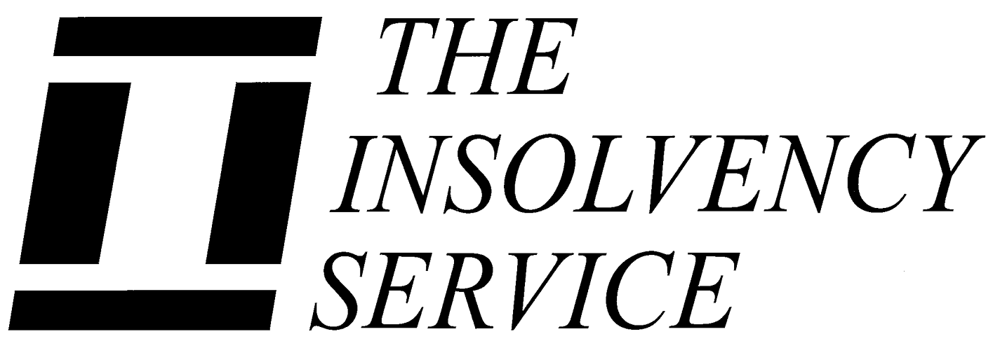 THE
INSOLVENCY
SERVICE